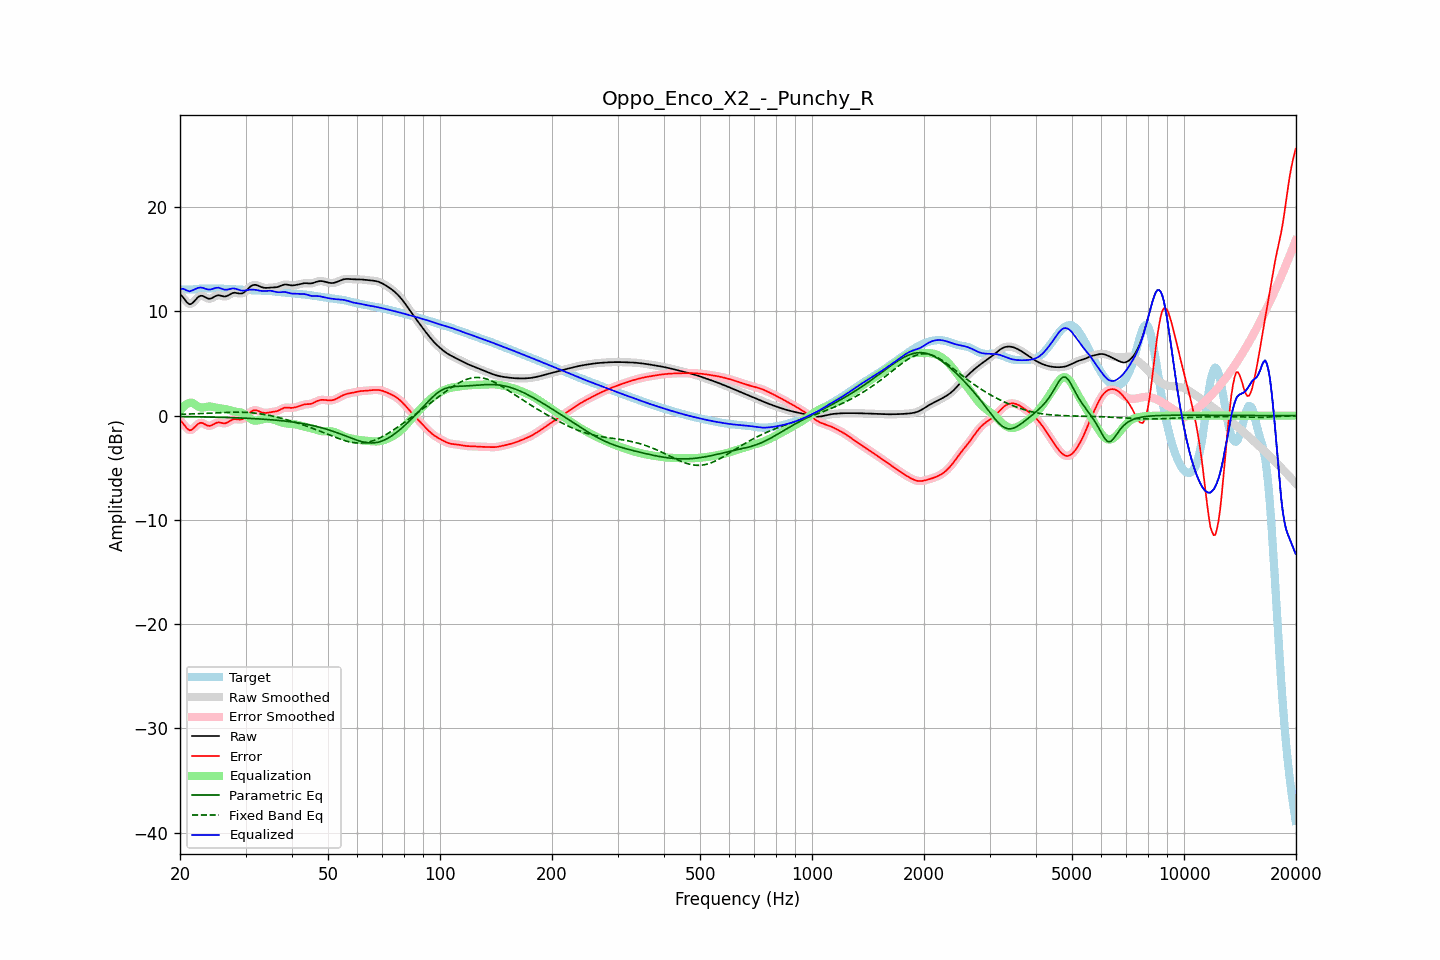 Oppo_Enco_X2_-_Punchy_R
Amplitude (dBr)
20
10
0
−10
−20
−30
−40
Target
Raw Smoothed
Error Smoothed
Raw
Error
Equalization
Parametric Eq
Fixed Band Eq
Equalized
20 50 100 200 500 1000 2000 5000 10000 20000
Frequency (Hz)